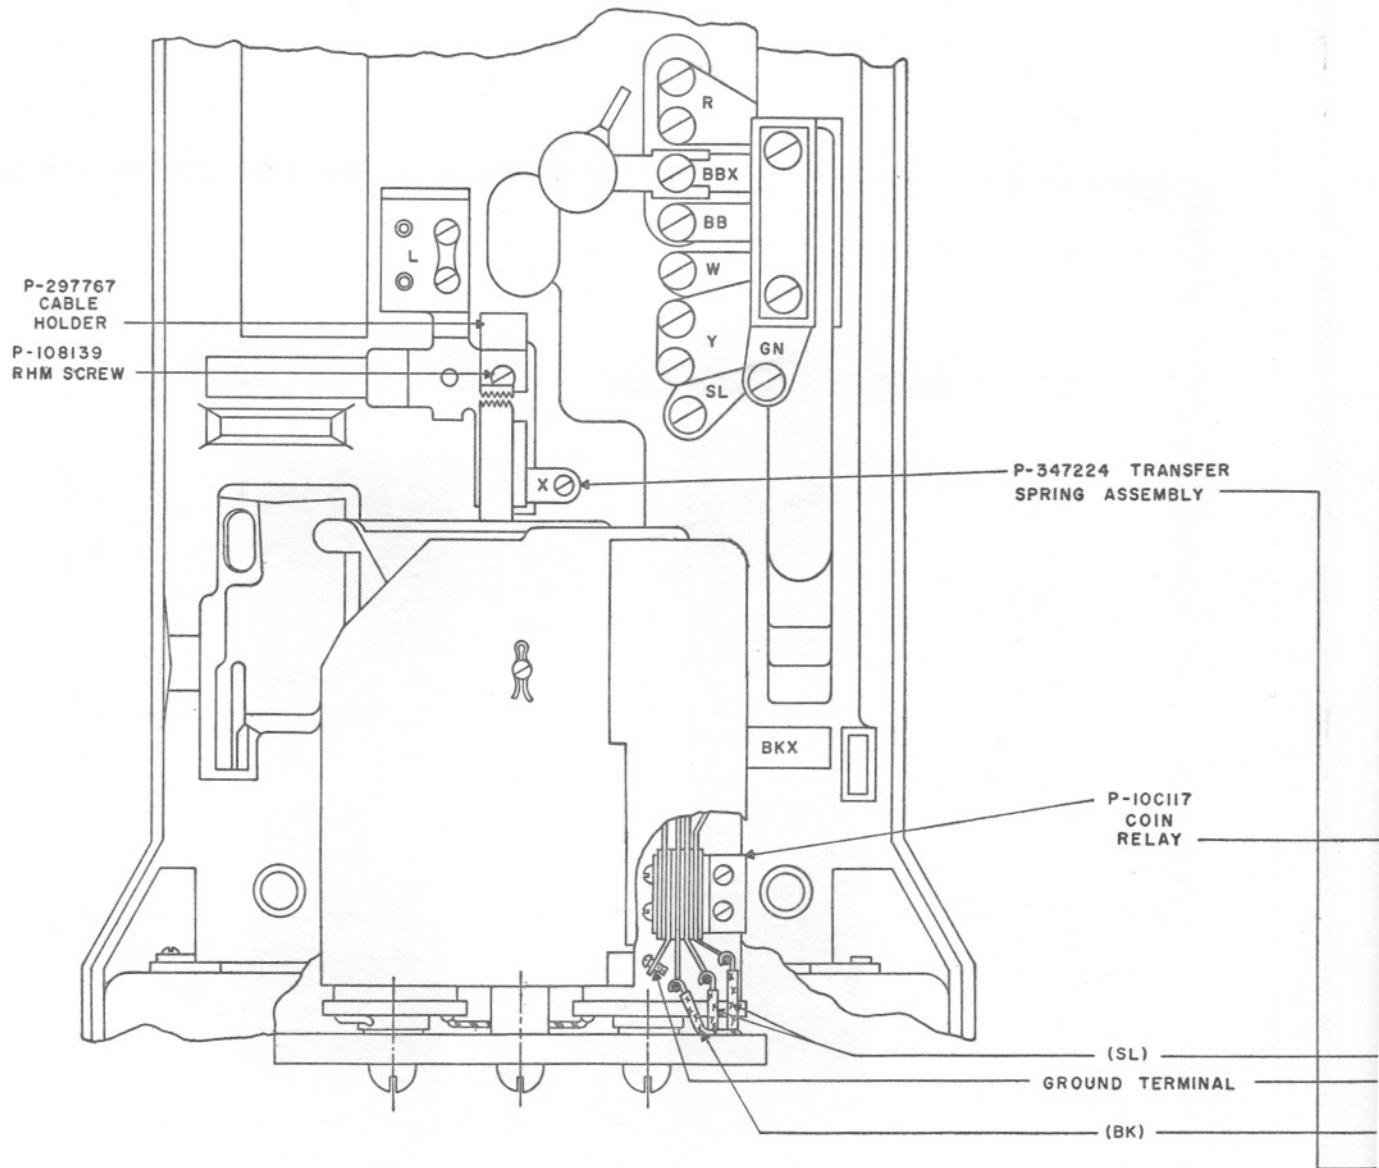 R
BBX
BB
L
W
P-297767
CABLE
HOLDER
Y
GN
P-108139
RHM SCREW
SL
X
P-347224 TRANSFER
SPRING ASSEMBLY
BKX
P-10C117
COIN
RELAY
(SL)
GROUND TERMINAL
(BK)